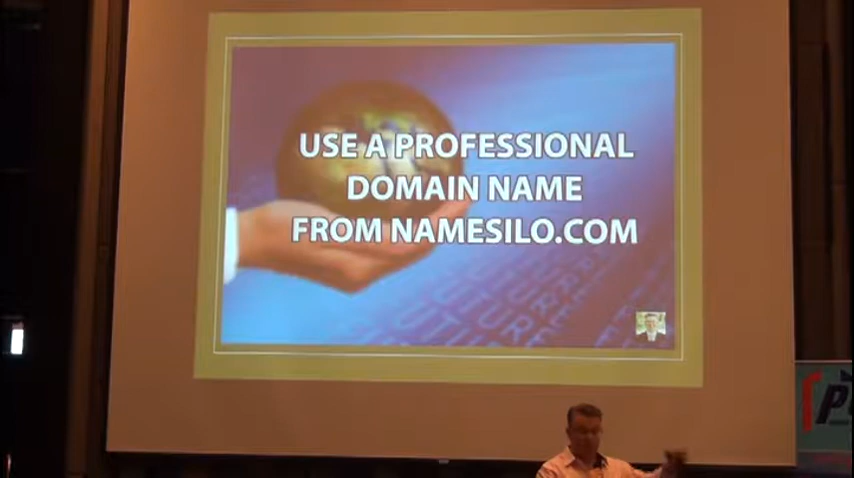 USE A PROFESSIONAL
DOMAIN NAME
FROM NAMESILO.COM